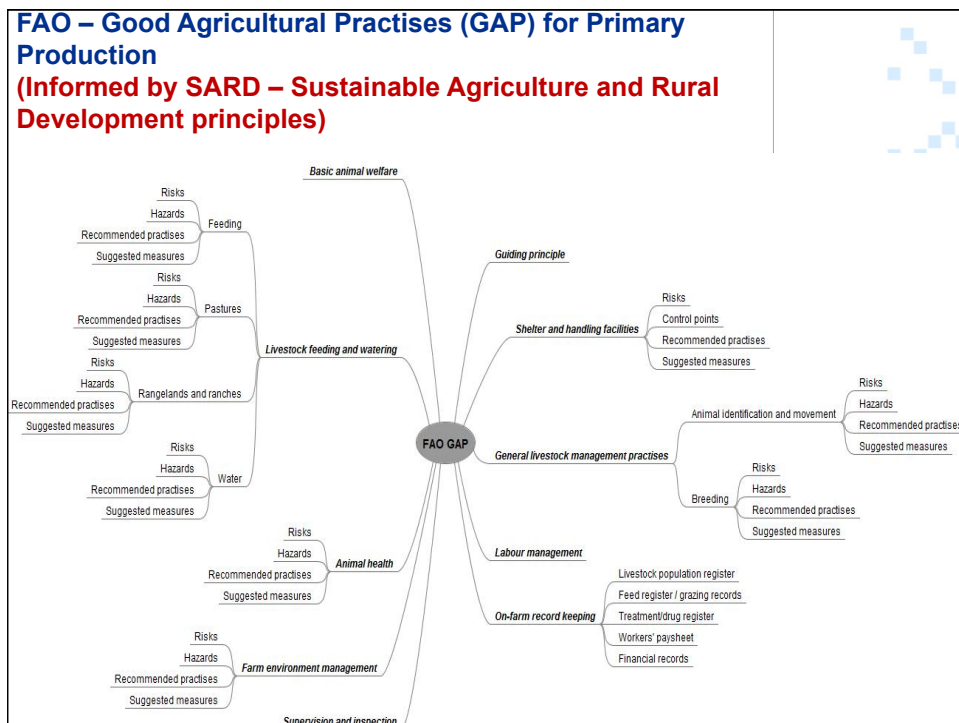 FAO – Good Agricultural Practises (GAP) for Primary
Production
(Informed by SARD – Sustainable Agriculture and Rural
Development principles)
Basic animal welfare
Risks
Hazards
Recommended practises
Suggested measures
Feeding
Risks
Hazards
Recommended practises
Suggested measures
Pastures
Risks
Hazards
Recommended practises
Suggested measures
Rangelands and ranches
Risks
Hazards
Recommended practises
Suggested measures
Water
Livestock feeding and watering
Risks
Hazards
Recommended practises
Suggested measures
Animal health
Risks
Hazards
Recommended practises
Suggested measures
Farm environment management
Supervision and inspection
FAO GAP
Guiding principle
Shelter and handling facilities
Risks
Control points
Recommended practises
Suggested measures
General livestock management practises
Animal identification and movement
Risks
Hazards
Recommended practises
Suggested measures
Breeding
Risks
Hazards
Recommended practises
Suggested measures
Labour management
On-farm record keeping
Livestock population register
Feed register / grazing records
Treatment/drug register
Workers' paysheet
Financial records